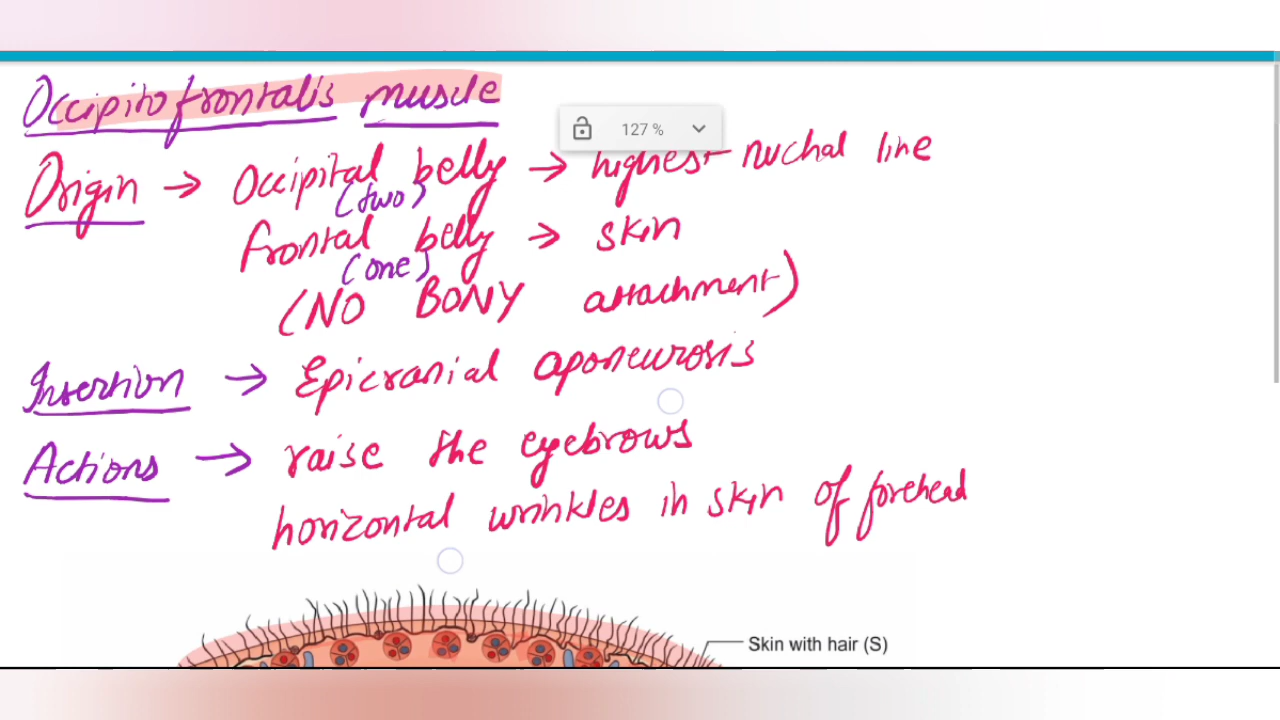 Occipitofrontalis muscle
127 %
Origin → Occipital belly → highest nuchal line
(two)
frontal belly → skin
(one)
(NO BONY attachment)
Insertion → Epicranial aponeurosis
Actions → raise the eyebrows
horizontal wrinkles in skin of forehead
Skin with hair (S)